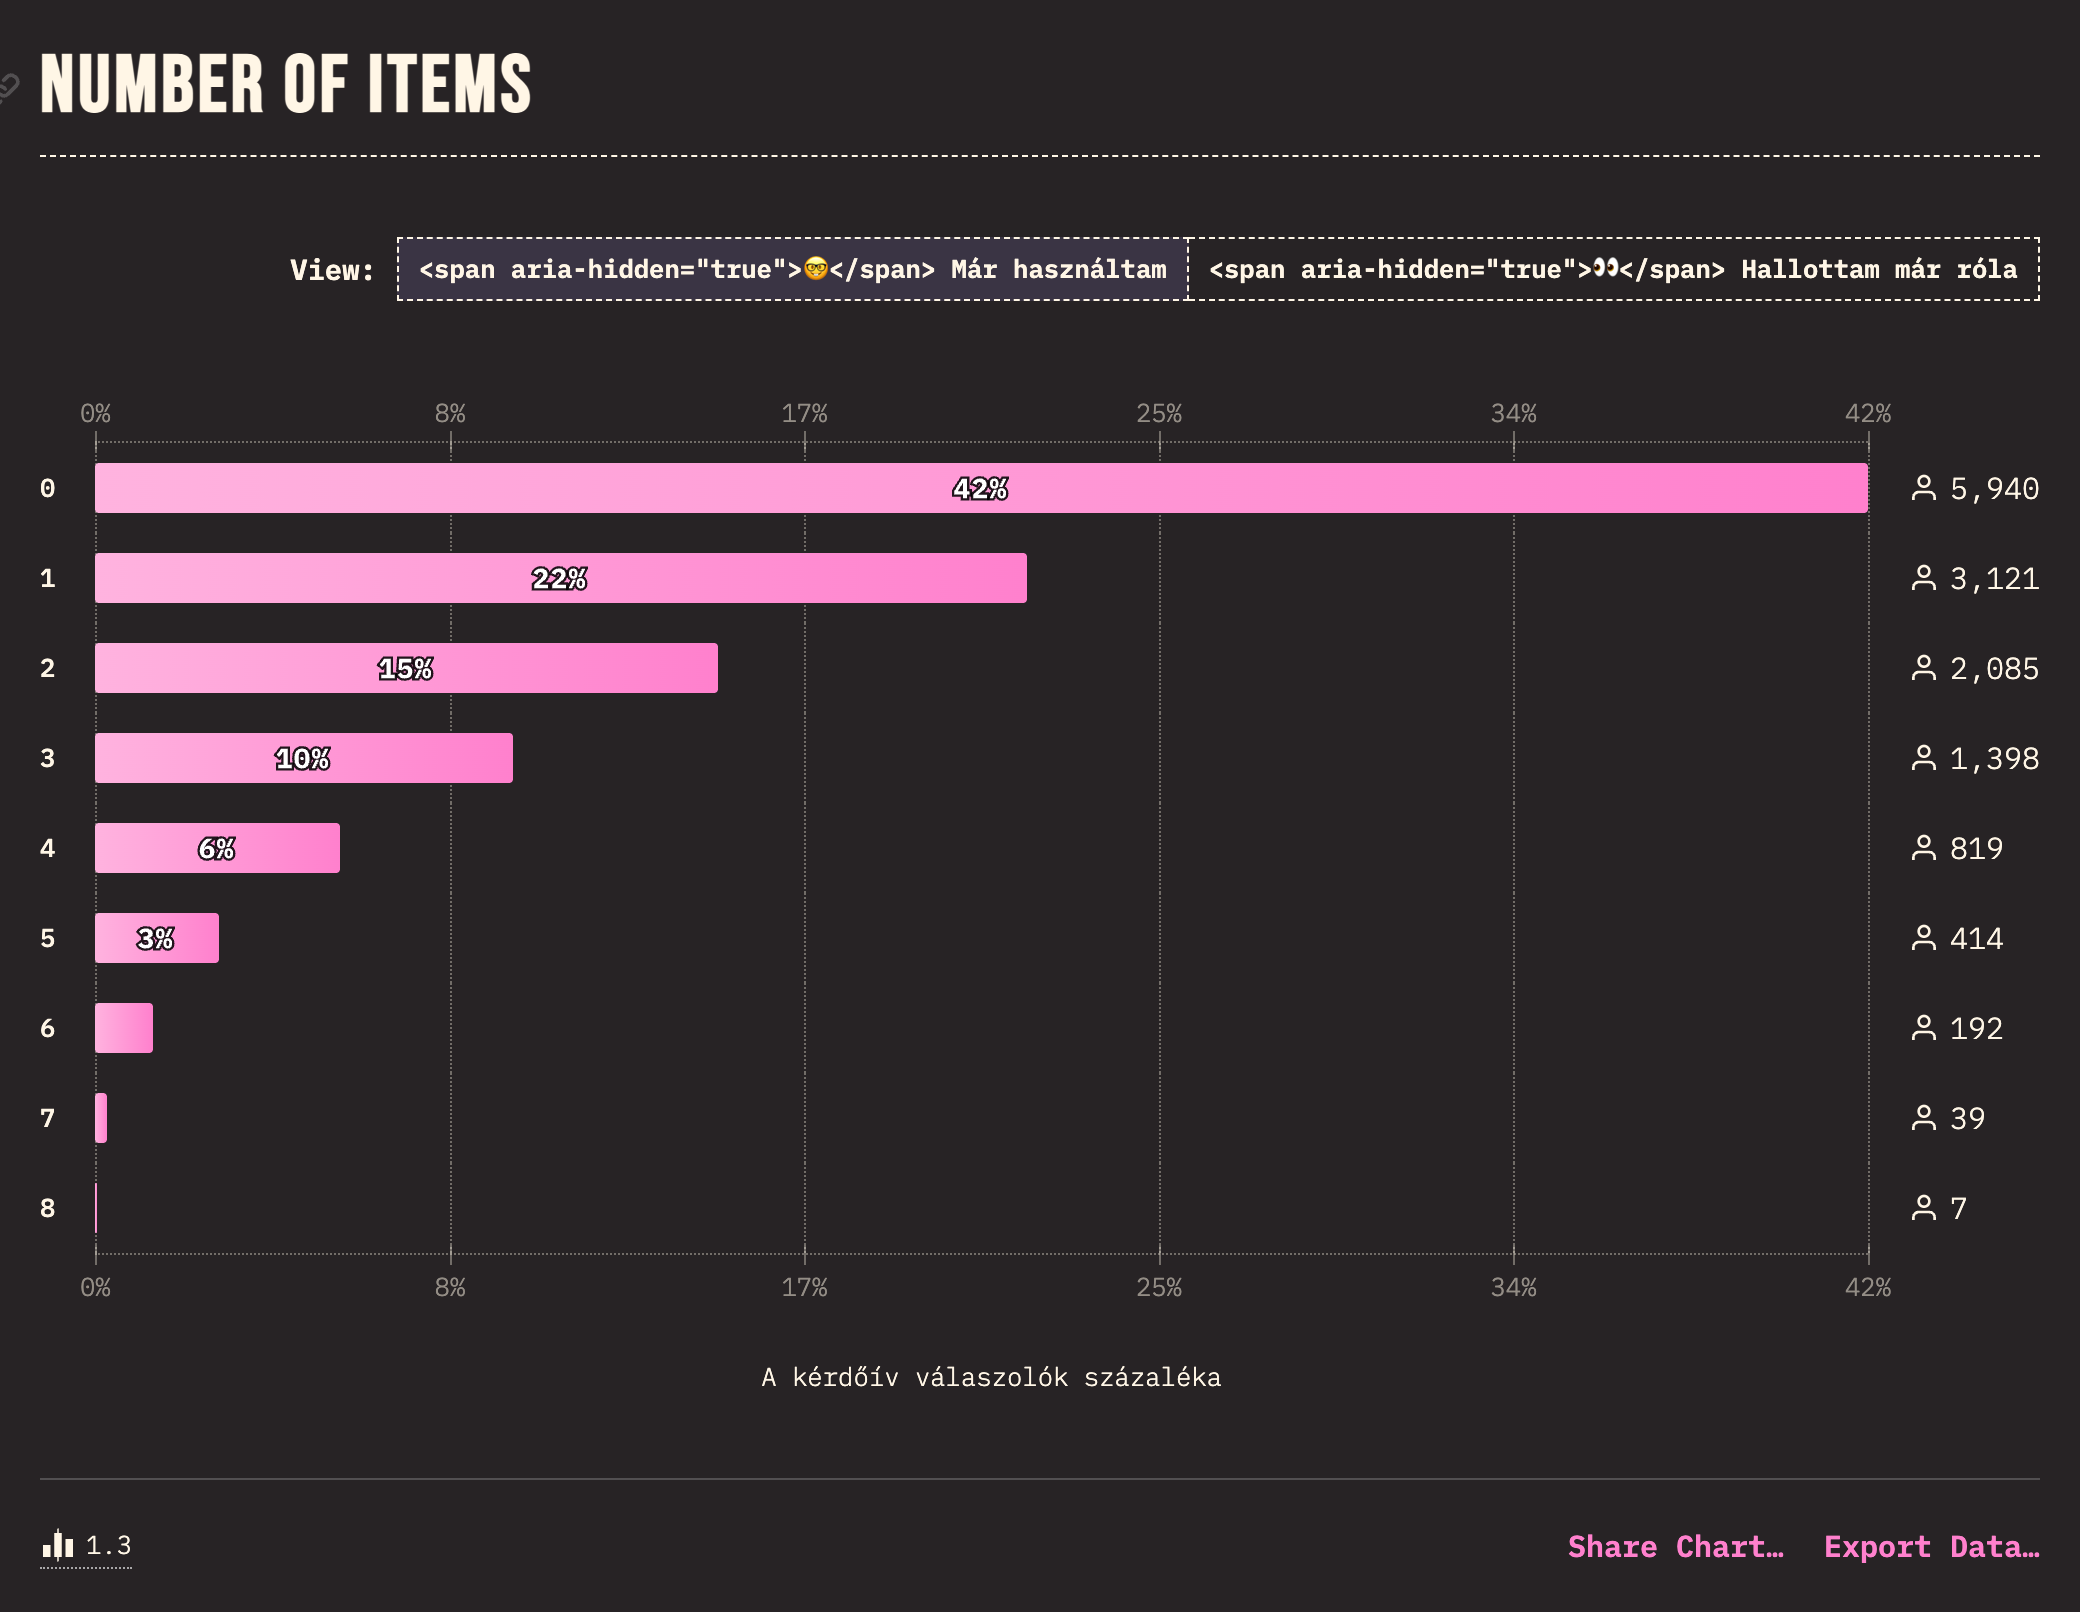 NUMBER OF ITEMS
View: <span aria-hidden="true">🤓</span> Már használtam <span aria-hidden="true">👀</span> Hallottam már róla
0% 8% 17% 25% 34% 42%
0 42% 5,940
1 22% 3,121
2 15% 2,085
3 10% 1,398
4 6% 819
5 3% 414
6 192
7 39
8 7
0% 8% 17% 25% 34% 42%
A kérdőív válaszolók százaléka
1.3 Share Chart… Export Data…